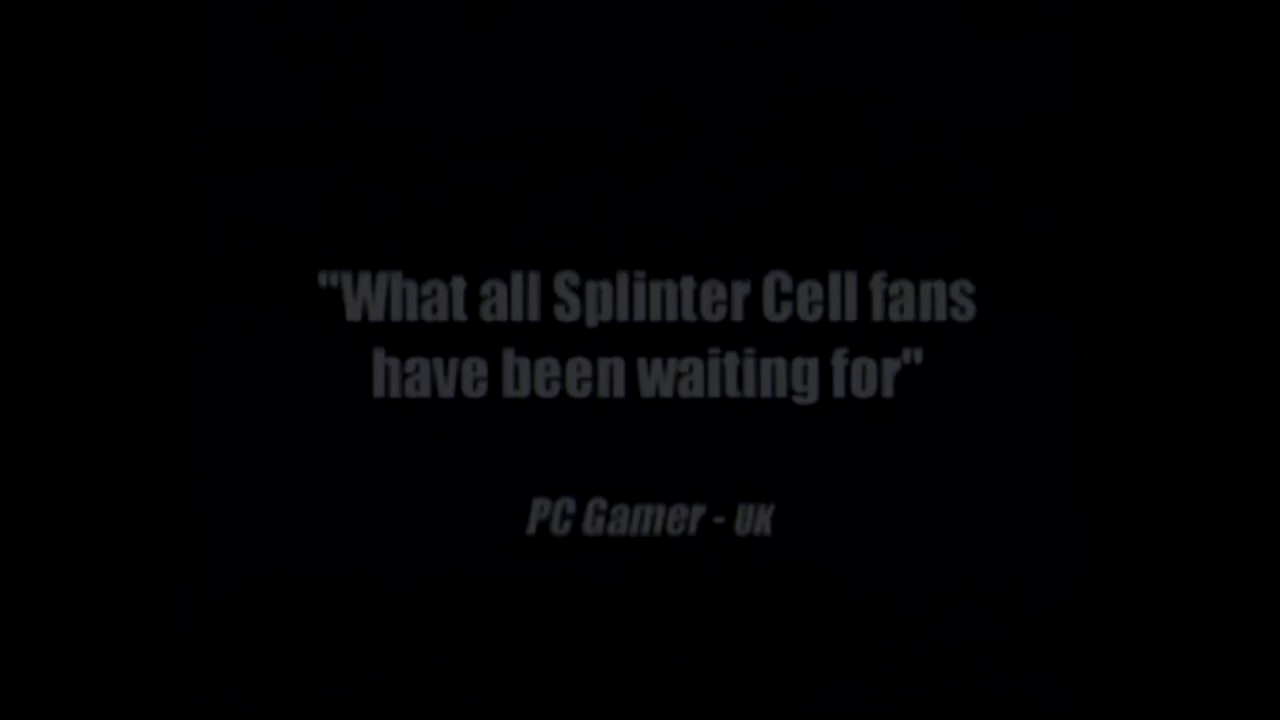 "What all Splinter Cell fans
have been waiting for"
PC Gamer - UK